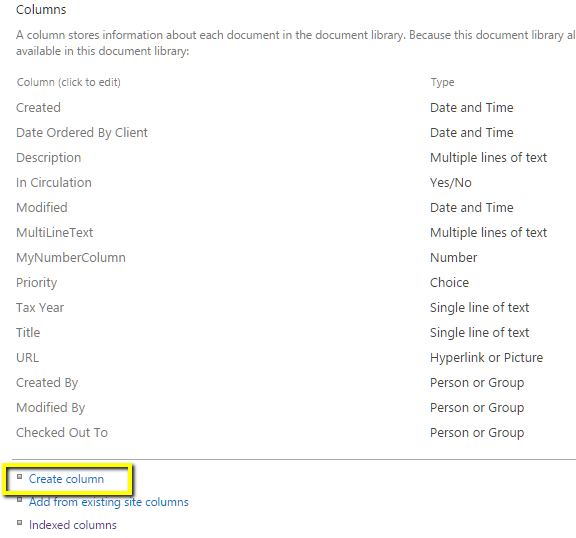 Columns
A column stores information about each document in the document library. Because this document library al
available in this document library:
Column (click to edit) Type
Created Date and Time
Date Ordered By Client Date and Time
Description Multiple lines of text
In Circulation Yes/No
Modified Date and Time
MultiLineText Multiple lines of text
MyNumberColumn Number
Priority Choice
Tax Year Single line of text
Title Single line of text
URL Hyperlink or Picture
Created By Person or Group
Modified By Person or Group
Checked Out To Person or Group
Create column
Add from existing site columns
Indexed columns